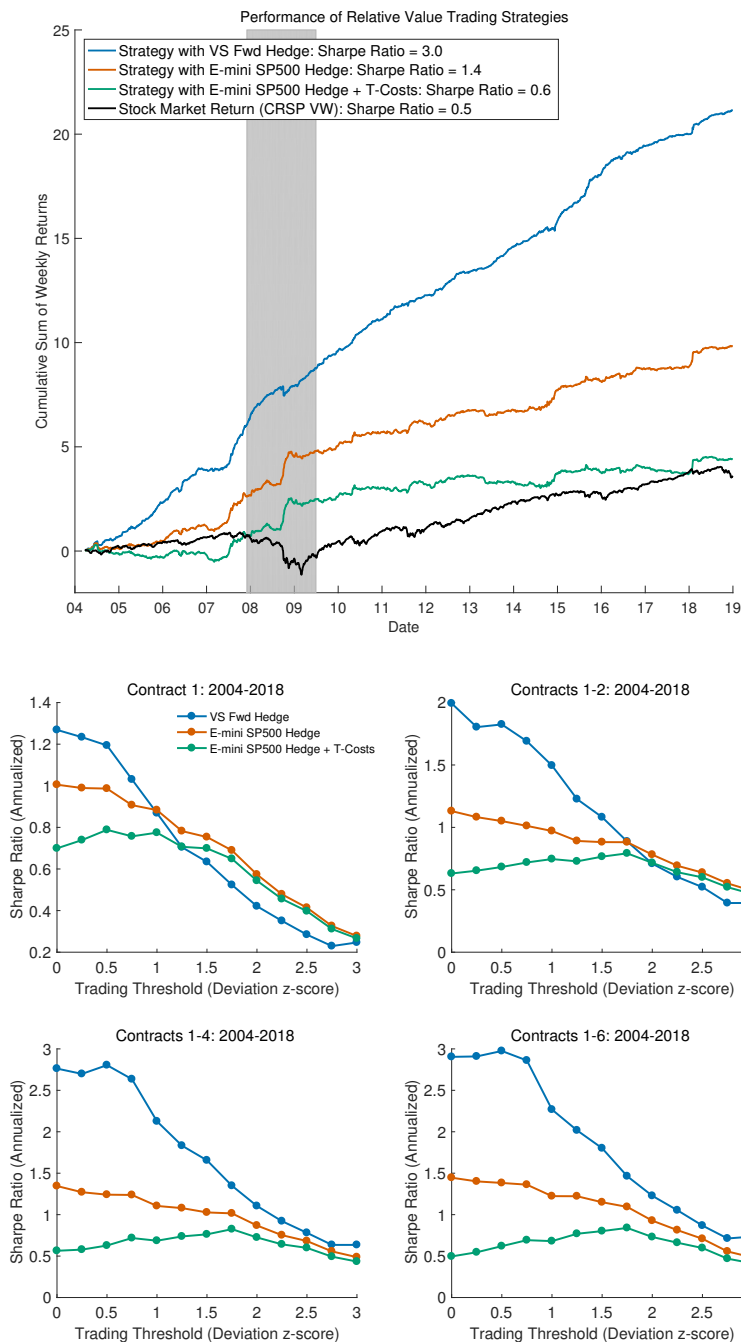 Performance of Relative Value Trading Strategies
Strategy with VS Fwd Hedge: Sharpe Ratio = 3.0
Strategy with E-mini SP500 Hedge: Sharpe Ratio = 1.4
Strategy with E-mini SP500 Hedge + T-Costs: Sharpe Ratio = 0.6
Stock Market Return (CRSP VW): Sharpe Ratio = 0.5
Cumulative Sum of Weekly Returns
25
20
15
10
5
0
04 05 06 07 08 09 10 11 12 13 14 15 16 17 18 19
Date
Contract 1: 2004-2018
VS Fwd Hedge
E-mini SP500 Hedge
E-mini SP500 Hedge + T-Costs
Sharpe Ratio (Annualized)
1.4
1.2
1
0.8
0.6
0.4
0.2
0 0.5 1 1.5 2 2.5 3
Trading Threshold (Deviation z-score)
Contracts 1-2: 2004-2018
Sharpe Ratio (Annualized)
2
1.5
1
0.5
0
0 0.5 1 1.5 2 2.5
Trading Threshold (Deviation z-score)
Contracts 1-4: 2004-2018
Sharpe Ratio (Annualized)
3
2.5
2
1.5
1
0.5
0
0 0.5 1 1.5 2 2.5 3
Trading Threshold (Deviation z-score)
Contracts 1-6: 2004-2018
Sharpe Ratio (Annualized)
3
2.5
2
1.5
1
0.5
0
0 0.5 1 1.5 2 2.5
Trading Threshold (Deviation z-score)